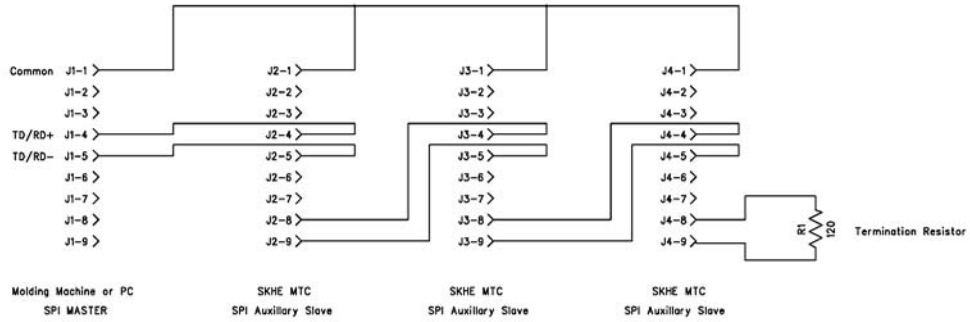 Common J1-1 J2-1 J3-1 J4-1
J1-2 J2-2 J3-2 J4-2
J1-3 J2-3 J3-3 J4-3
TD/RD+ J1-4 J2-4 J3-4 J4-4
TD/RD- J1-5 J2-5 J3-5 J4-5
J1-6 J2-6 J3-6 J4-6
J1-7 J2-7 J3-7 J4-7
J1-8 J2-8 J3-8 J4-8
J1-9 J2-9 J3-9 J4-9
R1
120
Termination Resistor
Molding Machine or PC SKHE MTC SKHE MTC SKHE MTC
SPI MASTER SPI Auxillary Slave SPI Auxillary Slave SPI Auxillary Slave